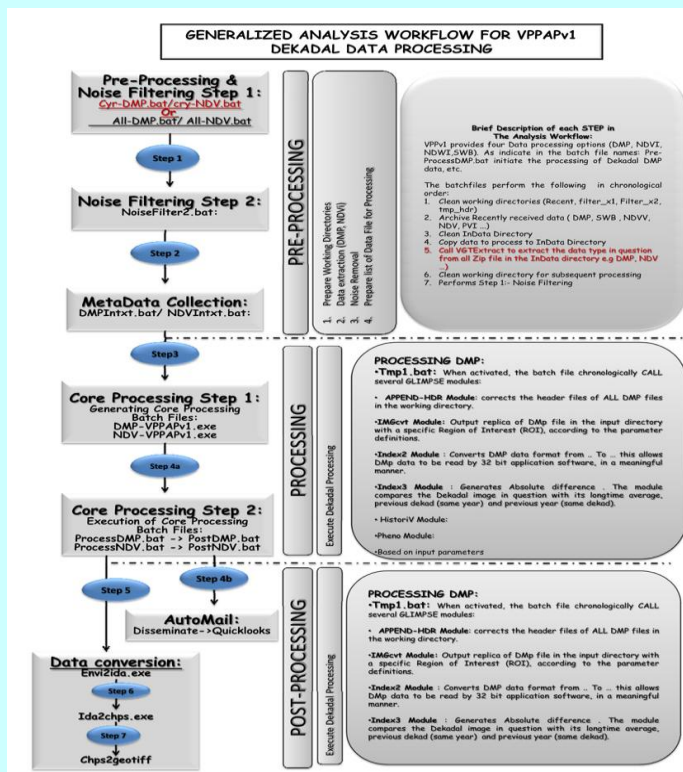 GENERALIZED ANALYSIS WORKFLOW FOR VPPAPv1
DEKADAL DATA PROCESSING
Pre-Processing &
Noise Filtering Step 1:
Cyr-DMP.bat/cry-NDV.bat
Or
All-DMP.bat/ All-NDV.bat
Step 1
Noise Filtering Step 2:
NoiseFilter2.bat:
Step 2
MetaData Collection:
DMPIntxt.bat/ NDVIntxt.bat:
Step3
Core Processing Step 1:
Generating Core Processing
Batch Files:
DMP-VPPAPv1.exe
NDV-VPPAPv1.exe
Step 4a
Core Processing Step 2:
Execution of Core Processing
Batch Files:
ProcessDMP.bat -> PostDMP.bat
ProcessNDV.bat -> PostNDV.bat
Step 5
Step 4b
AutoMail:
Disseminate->Quicklooks
Data conversion:
Envi2ida.exe
Step 6
Ida2chps.exe
Step 7
Chps2geotiff
PRE-PROCESSING
1. Prepare Working Directories
2. Data extraction (DMP, NDVi)
3. Noise Removal
4. Prepare list of Data File for Processing
Brief Description of each STEP in
The Analysis Workflow:
VPPv1 provides four Data processing options (DMP, NDVI,
NDWI,SWB). As indicate in the batch file names: Pre-
ProcessDMP.bat initiate the processing of Dekadal DMP
data, etc.
The batchfiles perform the following in chronological
order:
1. Clean working directories (Recent, filter_x1, Filter_x2,
tmp_hdr)
2. Archive Recently received data ( DMP, SWB , NDVV,
NDV, PVI ...)
3. Clean InData Directory
4. Copy data to process to InData Directory
5. Call VGTExtract to extract the data type in question
from all Zip file in the InData directory e.g DMP, NDV
...)
6. Clean working directory for subsequent processing
7. Performs Step 1:- Noise Filtering
PROCESSING
Execute Dekadal Processing
PROCESSING DMP:
•Tmp1.bat: When activated, the batch file chronologically CALL
several GLIMPSE modules:
• APPEND-HDR Module: corrects the header files of ALL DMP files
in the working directory.
•IMGcvt Module: Output replica of DMp file in the input directory
with a specific Region of Interest (ROI), according to the parameter
definitions.
•Index2 Module : Converts DMP data format from .. To ... this allows
DMp data to be read by 32 bit application software, in a meaningful
manner.
•Index3 Module : Generates Absolute difference . The module
compares the Dekadal image in question with its longtime average,
previous dekad (same year) and previous year (same dekad).
• HistoriV Module:
•Pheno Module:
•Based on input parameters
POST-PROCESSING
Execute Dekadal Processing
PROCESSING DMP:
•Tmp1.bat: When activated, the batch file chronologically CALL
several GLIMPSE modules:
• APPEND-HDR Module: corrects the header files of ALL DMP files in
the working directory.
•IMGcvt Module: Output replica of DMp file in the input directory with
a specific Region of Interest (ROI), according to the parameter
definitions.
•Index2 Module : Converts DMP data format from .. To ... this allows
DMp data to be read by 32 bit application software, in a meaningful
manner.
•Index3 Module : Generates Absolute difference . The module
compares the Dekadal image in question with its longtime average,
previous dekad (same year) and previous year (same dekad).